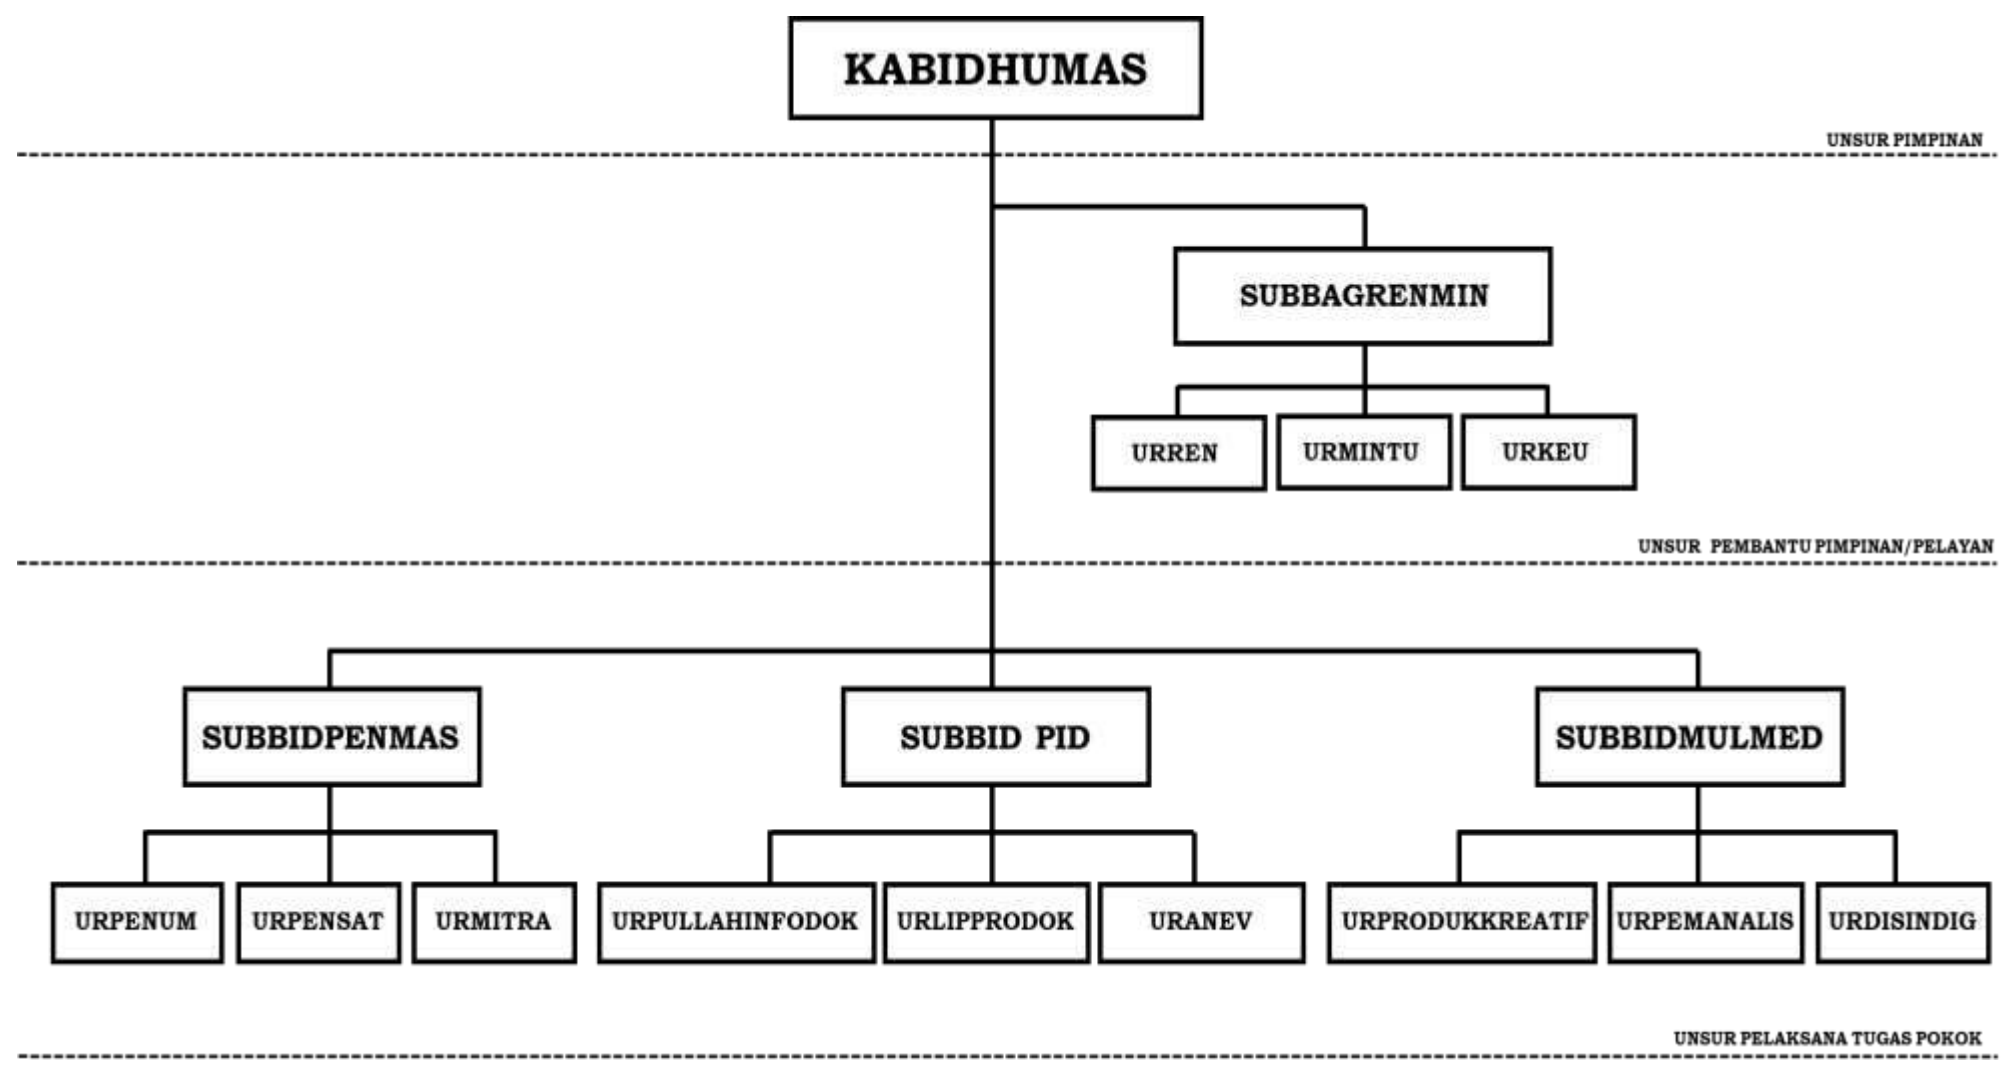 KABIDHUMAS
UNSUR PIMPINAN
SUBBAGRENMIN
URREN
URMINTU
URKEU
UNSUR PEMBANTU PIMPINAN/PELAYAN
SUBBIDPENMAS
SUBBID PID
SUBBIDMULMED
URPENUM
URPENSAT
URMITRA
URPULLAHINFODOK
URLIPPRODOK
URANEV
URPRODUKKREATIF
URPEMANALIS
URDISINDIG
UNSUR PELAKSANA TUGAS POKOK